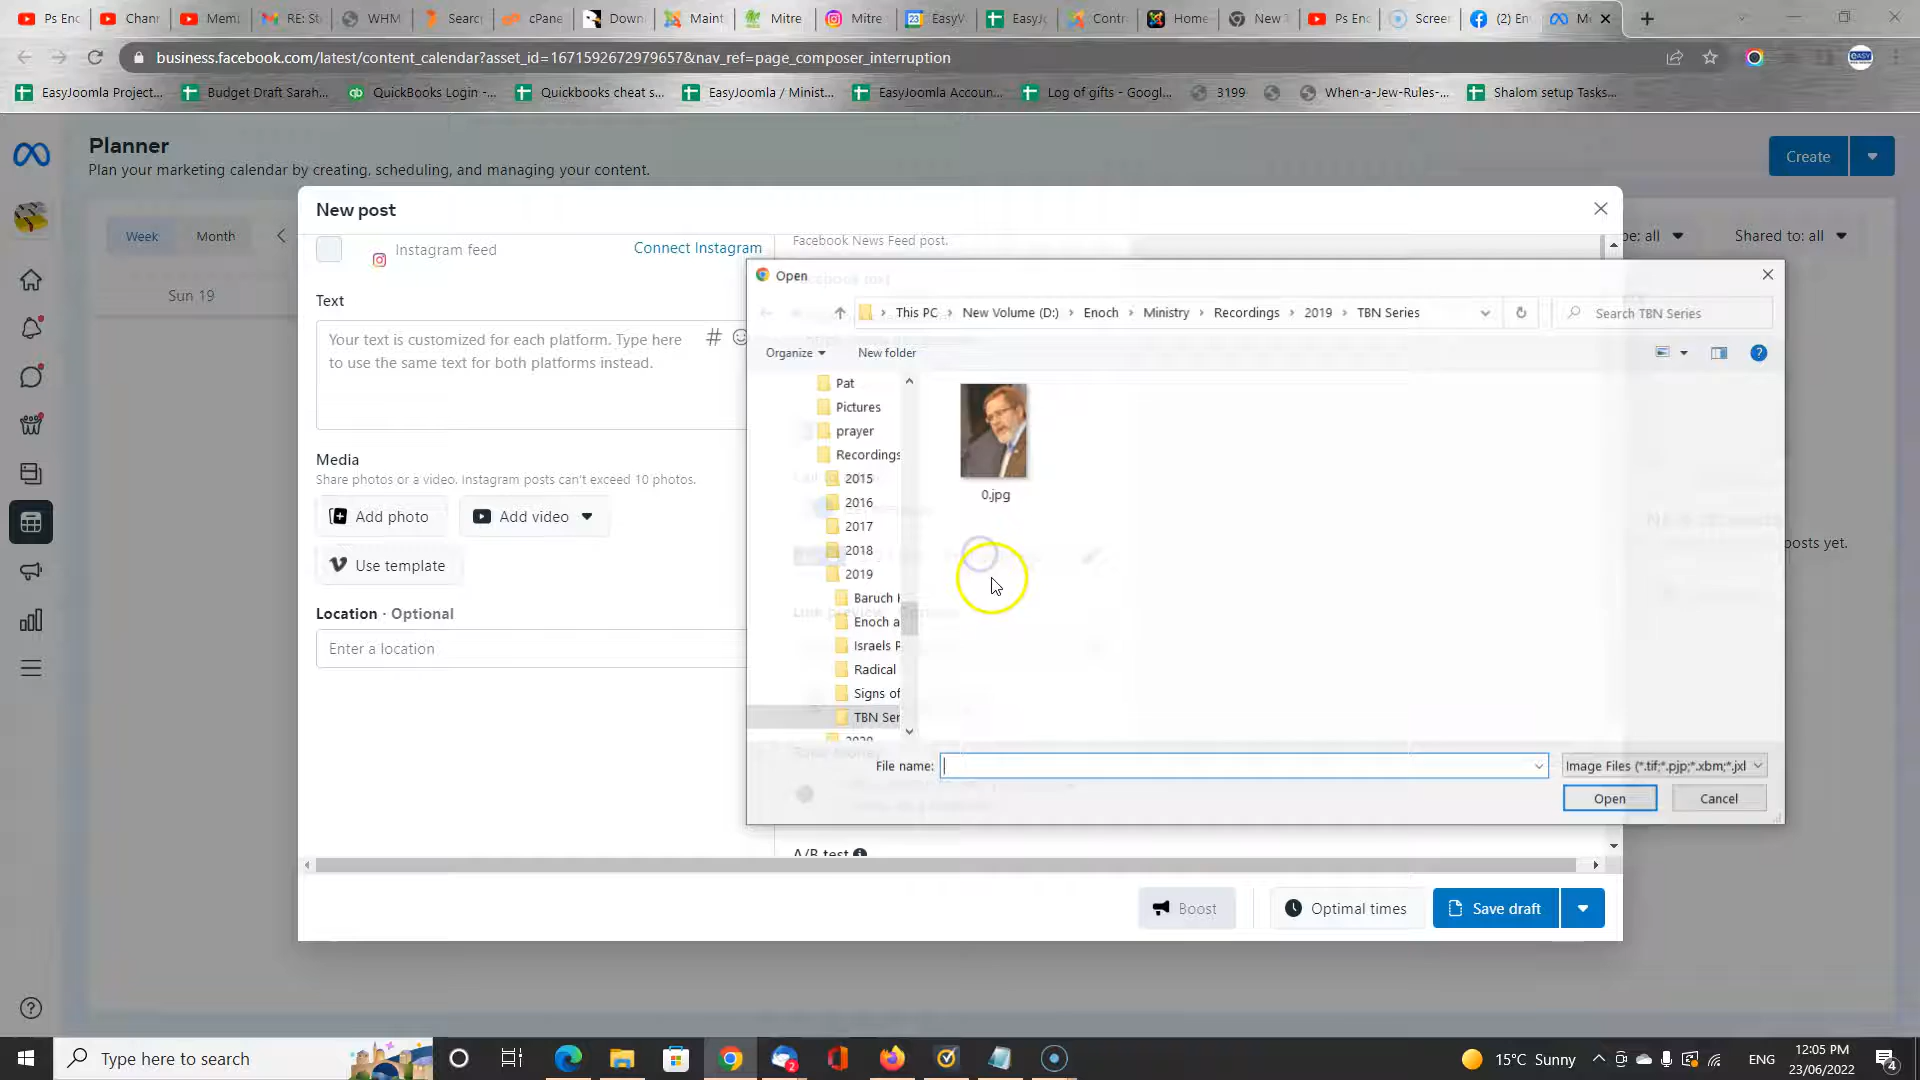 Ps Enc
Chann
Mema
RE: St
WHM
Searc
cPane
Down
Maint
Mitre
Mitre
EasyV
EasyJo
Contr
Home
New T
Ps Enc
Screen
(2) En
Me
business.facebook.com/latest/content_calendar?asset_id=1671592672979657&nav_ref=page_composer_interruption
EasyJoomla Project...
Budget Draft Sarah...
QuickBooks Login -...
Quickbooks cheat s...
EasyJoomla / Minist...
EasyJoomla Accoun...
Log of gifts - Googl...
3199
When-a-Jew-Rules-...
Shalom setup Tasks...
Planner
Plan your marketing calendar by creating, scheduling, and managing your content.
Create
Week
Month
Shared to: all
Sun 19
posts yet.
New post
Instagram feed
Connect Instagram
Facebook News Feed post.
Text
Your text is customized for each platform. Type here
to use the same text for both platforms instead.
Media
Share photos or a video. Instagram posts can't exceed 10 photos.
Add photo
Add video
Use template
Location · Optional
Enter a location
Open
This PC
New Volume (D:)
Enoch
Ministry
Recordings
2019
TBN Series
Search TBN Series
Organize
New folder
Pat
Pictures
prayer
Recordings
2015
2016
2017
2018
2019
Baruch
Enoch a
Israels P
Radical
Signs of
TBN Ser
0.jpg
File name:
Image Files (*.tif;*.pjp;*.xbm;*.jxl
Open
Cancel
A/B test
Boost
Optimal times
Save draft
Type here to search
15°C Sunny
ENG
12:05 PM
23/06/2022